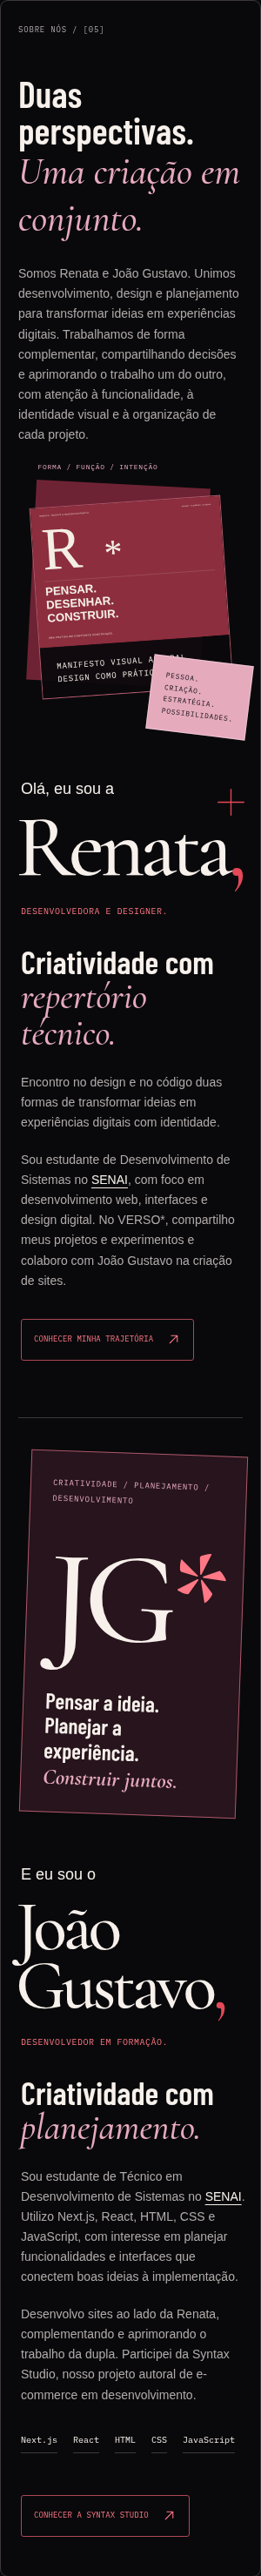 SOBRE NÓS / [05]
Duas
perspectivas.
Uma criação em
conjunto.
Somos Renata e João Gustavo. Unimos
desenvolvimento, design e planejamento
para transformar ideias em experiências
digitais. Trabalhamos de forma
complementar, compartilhando decisões
e aprimorando o trabalho um do outro,
com atenção à funcionalidade, à
identidade visual e à organização de
cada projeto.
FORMA / FUNÇÃO / INTENÇÃO
R *
PENSAR.
DESENHAR.
CONSTRUIR.
MANIFESTO VISUAL
DESIGN COMO
PESSOA.
CRIAÇÃO.
ESTRATÉGIA.
POSSIBILIDADES.
Olá, eu sou a
Renata,
DESENVOLVEDORA E DESIGNER.
Criatividade com
repertório
técnico.
Encontro no design e no código duas
formas de transformar ideias em
experiências digitais com identidade.
Sou estudante de Desenvolvimento de
Sistemas no SENAI, com foco em
desenvolvimento web, interfaces e
design digital. No VERSO*, compartilho
meus projetos e experimentos e
colaboro com João Gustavo na criação
de sites.
CONHECER MINHA TRAJETÓRIA
CRIATIVIDADE / PLANEJAMENTO /
DESENVOLVIMENTO
JG*
Pensar a ideia.
Planejar a
experiência.
Construir juntos.
E eu sou o
João
Gustavo,
DESENVOLVEDOR EM FORMAÇÃO.
Criatividade com
planejamento.
Sou estudante de Técnico em
Desenvolvimento de Sistemas no SENAI.
Utilizo Next.js, React, HTML, CSS e
JavaScript, com interesse em planejar
funcionalidades e interfaces que
conectem boas ideias à implementação.
Desenvolvo sites ao lado da Renata,
complementando e aprimorando o
trabalho da dupla. Participei da Syntax
Studio, nosso projeto autoral de e-
commerce em desenvolvimento.
Next.js React HTML CSS JavaScript
CONHECER A SYNTAX STUDIO